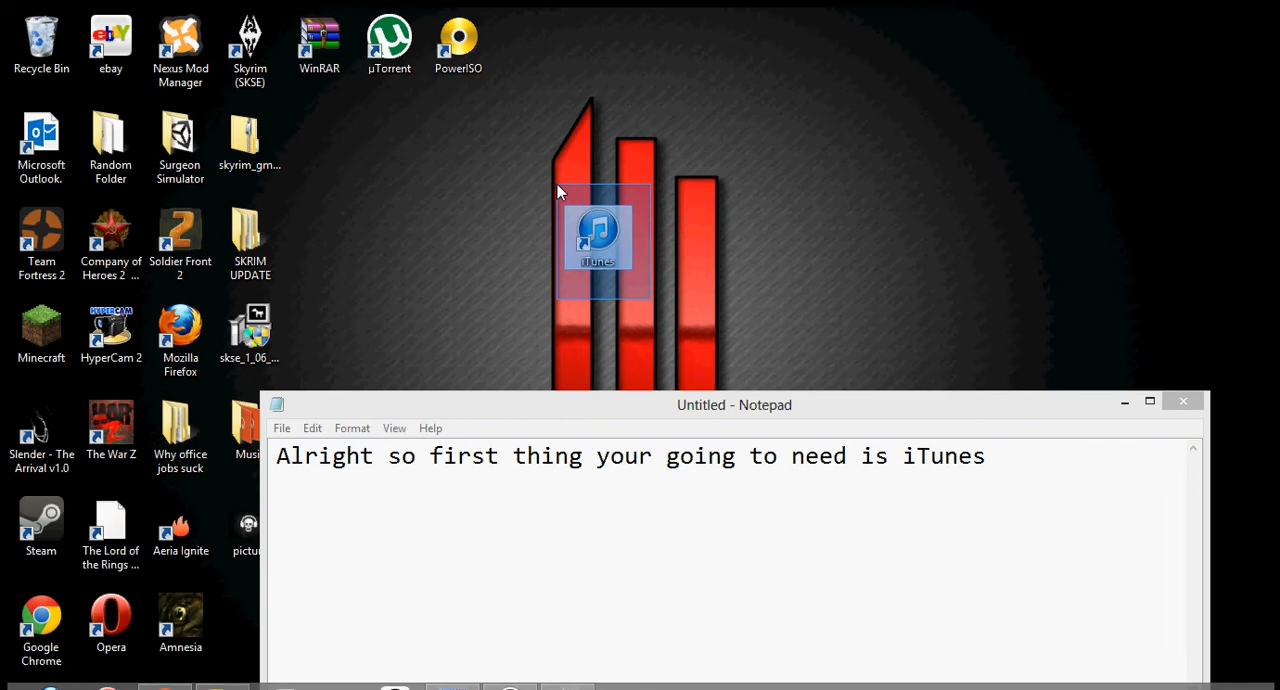 Recycle Bin
ebay
Nexus Mod
Manager
Skyrim
(SKSE)
WinRAR
µTorrent
PowerISO
Microsoft
Outlook.
Random
Folder
Surgeon
Simulator
skyrim_gm...
Team
Fortress 2
Company of
Heroes 2 ...
Soldier Front
2
SKRIM
UPDATE
iTunes
Minecraft
HyperCam 2
Mozilla
Firefox
skse_1_06_...
Slender - The
Arrival v1.0
The War Z
Why office
jobs suck
Musi
Steam
The Lord of
the Rings ...
Aeria Ignite
pictur
Google
Chrome
Opera
Amnesia
Untitled - Notepad
File Edit Format View Help
Alright so first thing your going to need is iTunes